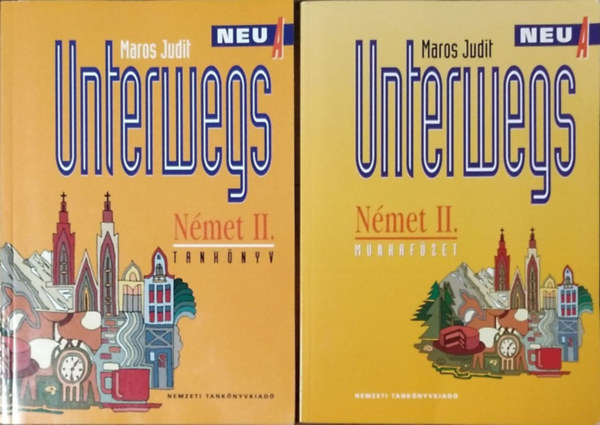 NEU A
Maros Judit
Unterwegs
Német II.
TANKÖNYV
NEMZETI TANKÖNYVKIADÓ
NEU A
Maros Judit
Unterwegs
Német II.
MUNKAFÜZET
NEMZETI TANKÖNYVKIADÓ